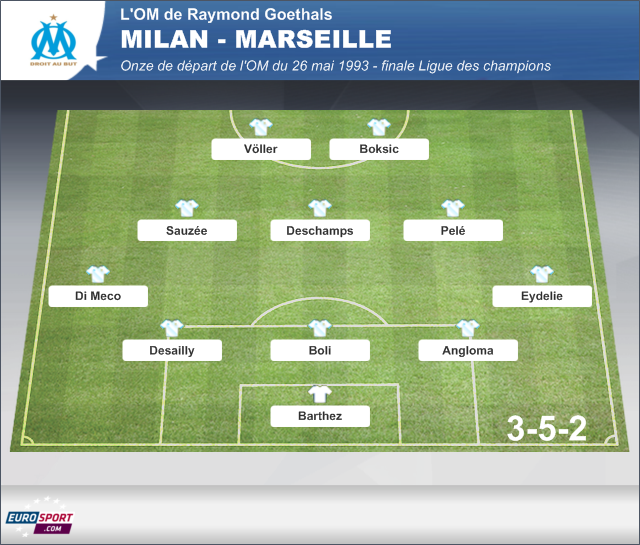 L'OM de Raymond Goethals
MILAN - MARSEILLE
Onze de départ de l'OM du 26 mai 1993 - finale Ligue des champions
DROIT AU BUT
Völler
Boksic
Sauzée
Deschamps
Pelé
Di Meco
Eydelie
Desailly
Boli
Angloma
Barthez
3-5-2
EUROSPORT
.COM